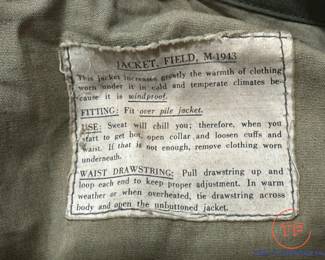 JACKET, FIELD, M-1943
This jacket increases greatly the warmth of clothing
worn under it in cold and temperate climates be-
cause it is windproof.
FITTING: Fit over pile jacket.
USE: Sweat will chill you; therefore, when you
start to get hot, open collar and loosen cuffs and
waist. If that is not enough, remove clothing worn
underneath.
WAIST DRAWSTRING: Pull drawstring up and
loop each end to keep proper adjustment. In warm
weather or when overheated, tie drawstring across
body and open the unbuttoned jacket.
TF